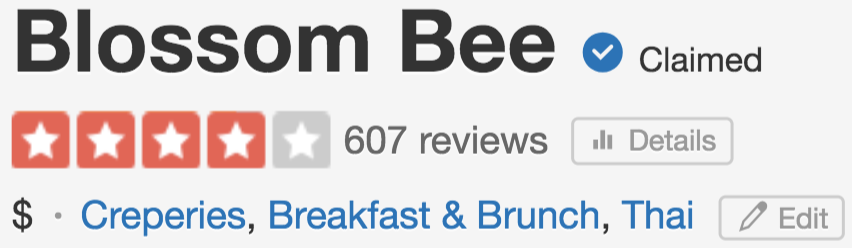 Blossom Bee Claimed
607 reviews Details
$ · Creperies, Breakfast & Brunch, Thai Edit